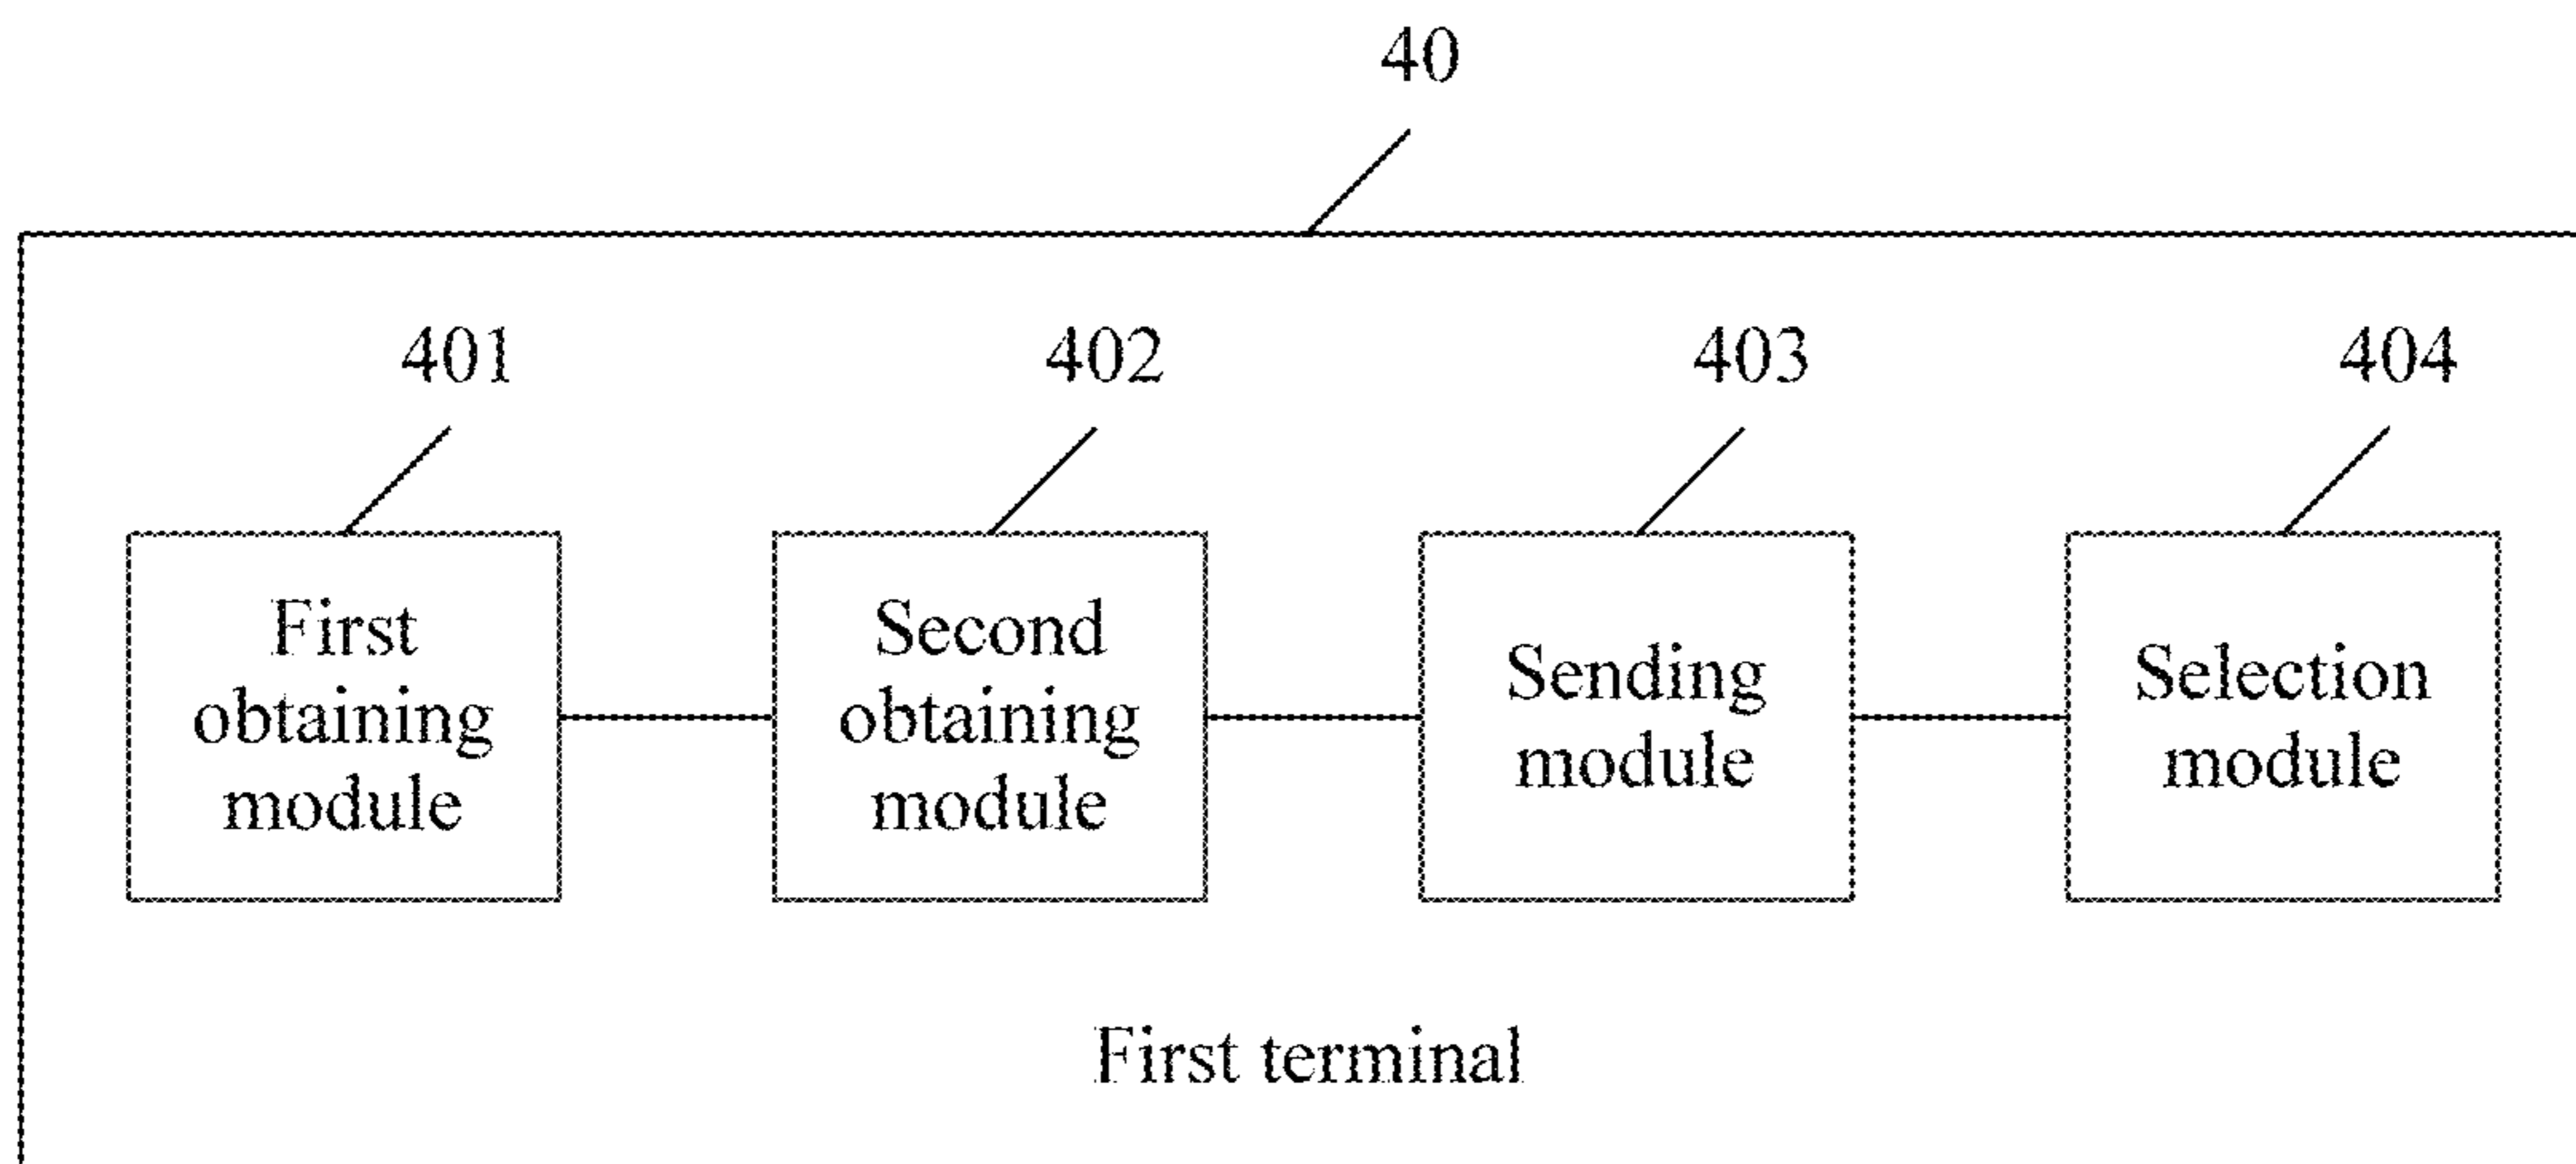 40
401
402
403
404
First
obtaining
module
Second
obtaining
module
Sending
module
Selection
module
First terminal